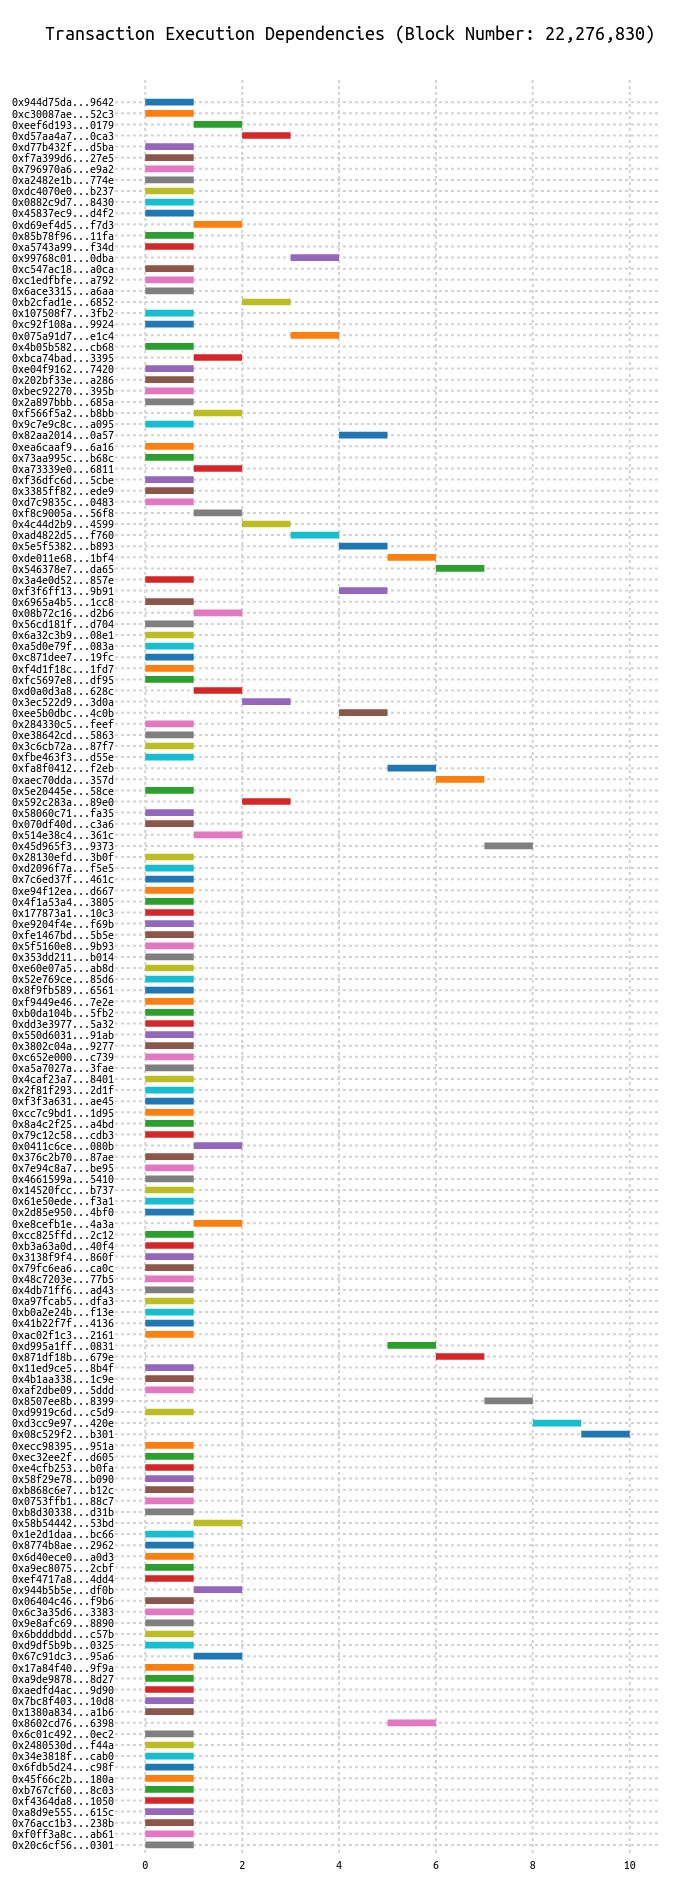 Transaction Execution Dependencies (Block Number: 22,276,830)
0x944d75da...9642
0xc30087ae...52c3
0xeef6d193...0179
0xd57aa4a7...0ca3
0xd77b432f...d5ba
0xf7a399d6...27e5
0x796970a6...e9a2
0xa2482e1b...774e
0xdc4070e0...b237
0x0882c9d7...8430
0x45837ec9...d4f2
0xd69ef4d5...f7d3
0x85b78f96...11fa
0xa5743a99...f34d
0x99768c01...0dba
0xc547ac18...a0ca
0xc1edfbfe...a792
0x6ace3315...a6aa
0xb2cfad1e...6852
0x107508f7...3fb2
0xc92f108a...9924
0x075a91d7...e1c4
0x4b05b582...cb68
0xbca74bad...3395
0xe04f9162...7420
0x202bf33e...a286
0xbec92270...395b
0x2a897bbb...685a
0xf566f5a2...b8bb
0x9c7e9c8c...a095
0x82aa2014...0a57
0xea6caaf9...6a16
0x73aa995c...b68c
0xa73339e0...6811
0xf36dfc6d...5cbe
0x3385ff82...ede9
0xd7c9835c...0483
0xf8c9005a...56f8
0x4c44d2b9...4599
0xad4822d5...f760
0x5e5f5382...b893
0xde011e68...1bf4
0x546378e7...da65
0x3a4e0d52...857e
0xf3f6ff13...9b91
0x6965a4b5...1cc8
0x08b72c16...d2b6
0x56cd181f...d704
0x6a32c3b9...08e1
0xa5d0e79f...083a
0xc871dee7...19fc
0xf4d1f18c...1fd7
0xfc5697e8...df95
0xd0a0d3a8...628c
0x3ec522d9...3d0a
0xee5b0dbc...4c0b
0x284330c5...feef
0xe38642cd...5863
0x3c6cb72a...87f7
0xfbe463f3...d55e
0xfa8f0412...f2eb
0xaec70dda...357d
0x5e20445e...58ce
0x592c283a...89e0
0x58060c71...fa35
0x070df40d...c3a6
0x514e38c4...361c
0x45d965f3...9373
0x28130efd...3b0f
0xd2096f7a...f5e5
0x7c6ed37f...461c
0xe94f12ea...d667
0x4f1a53a4...3805
0x177873a1...10c3
0xe9204f4e...f69b
0xfe1467bd...5b5e
0x5f5160e8...9b93
0x353dd211...b014
0xe60e07a5...ab8d
0x52e769ce...85d6
0x8f9fb589...6561
0xf9449e46...7e2e
0xb0da104b...5fb2
0xdd3e3977...5a32
0x550d6031...91ab
0x3802c04a...9277
0xc652e000...c739
0xa5a7027a...3fae
0x4caf23a7...8401
0x2f81f293...2d1f
0xf3f3a631...ae45
0xcc7c9bd1...1d95
0x8a4c2f25...a4bd
0x79c12c58...cdb3
0x0411c6ce...080b
0x376c2b70...87ae
0x7e94c8a7...be95
0x4661599a...5410
0x14520fcc...b737
0x61e50ede...f3a1
0x2d85e950...4bf0
0xe8cefb1e...4a3a
0xcc825ffd...2c12
0xb3a63a0d...40f4
0x3138f9f4...860f
0x79fc6ea6...ca0c
0x48c7203e...77b5
0x4db71ff6...ad43
0xa97fcab5...dfa3
0xb0a2e24b...f13e
0x41b22f7f...4136
0xac02f1c3...2161
0xd995a1ff...0831
0x871df18b...679e
0x11ed9ce5...8b4f
0x4b1aa338...1c9e
0xaf2dbe09...5ddd
0x8507ee8b...8399
0xd9919c6d...c5d9
0xd3cc9e97...420e
0x08c529f2...b301
0xecc98395...951a
0xec32ee2f...d605
0xe4cfb253...b0fa
0x58f29e78...b090
0xb868c6e7...b12c
0x0753ffb1...88c7
0xb8d30338...d31b
0x58b54442...53bd
0x1e2d1daa...bc66
0x8774b8ae...2962
0x6d40ece0...a0d3
0xa9ec8075...2cbf
0xef4717a8...4dd4
0x944b5b5e...df0b
0x06404c46...f9b6
0x6c3a35d6...3383
0x9e8afc69...8890
0x6bdddbdd...c57b
0xd9df5b9b...0325
0x67c91dc3...95a6
0x17a84f40...9f9a
0xa9de9878...8d27
0xaedfd4ac...9d90
0x7bc8f403...10d8
0x1380a834...a1b6
0x8602cd76...6398
0x6c01c492...0ec2
0x2480530d...f44a
0x34e3818f...cab0
0x6fdb5d24...c98f
0x45f66c2b...180a
0xb767cf60...8c03
0xf4364da8...1050
0xa8d9e555...615c
0x76acc1b3...238b
0xf0ff3a8c...ab61
0x20c6cf56...0301
0 2 4 6 8 10